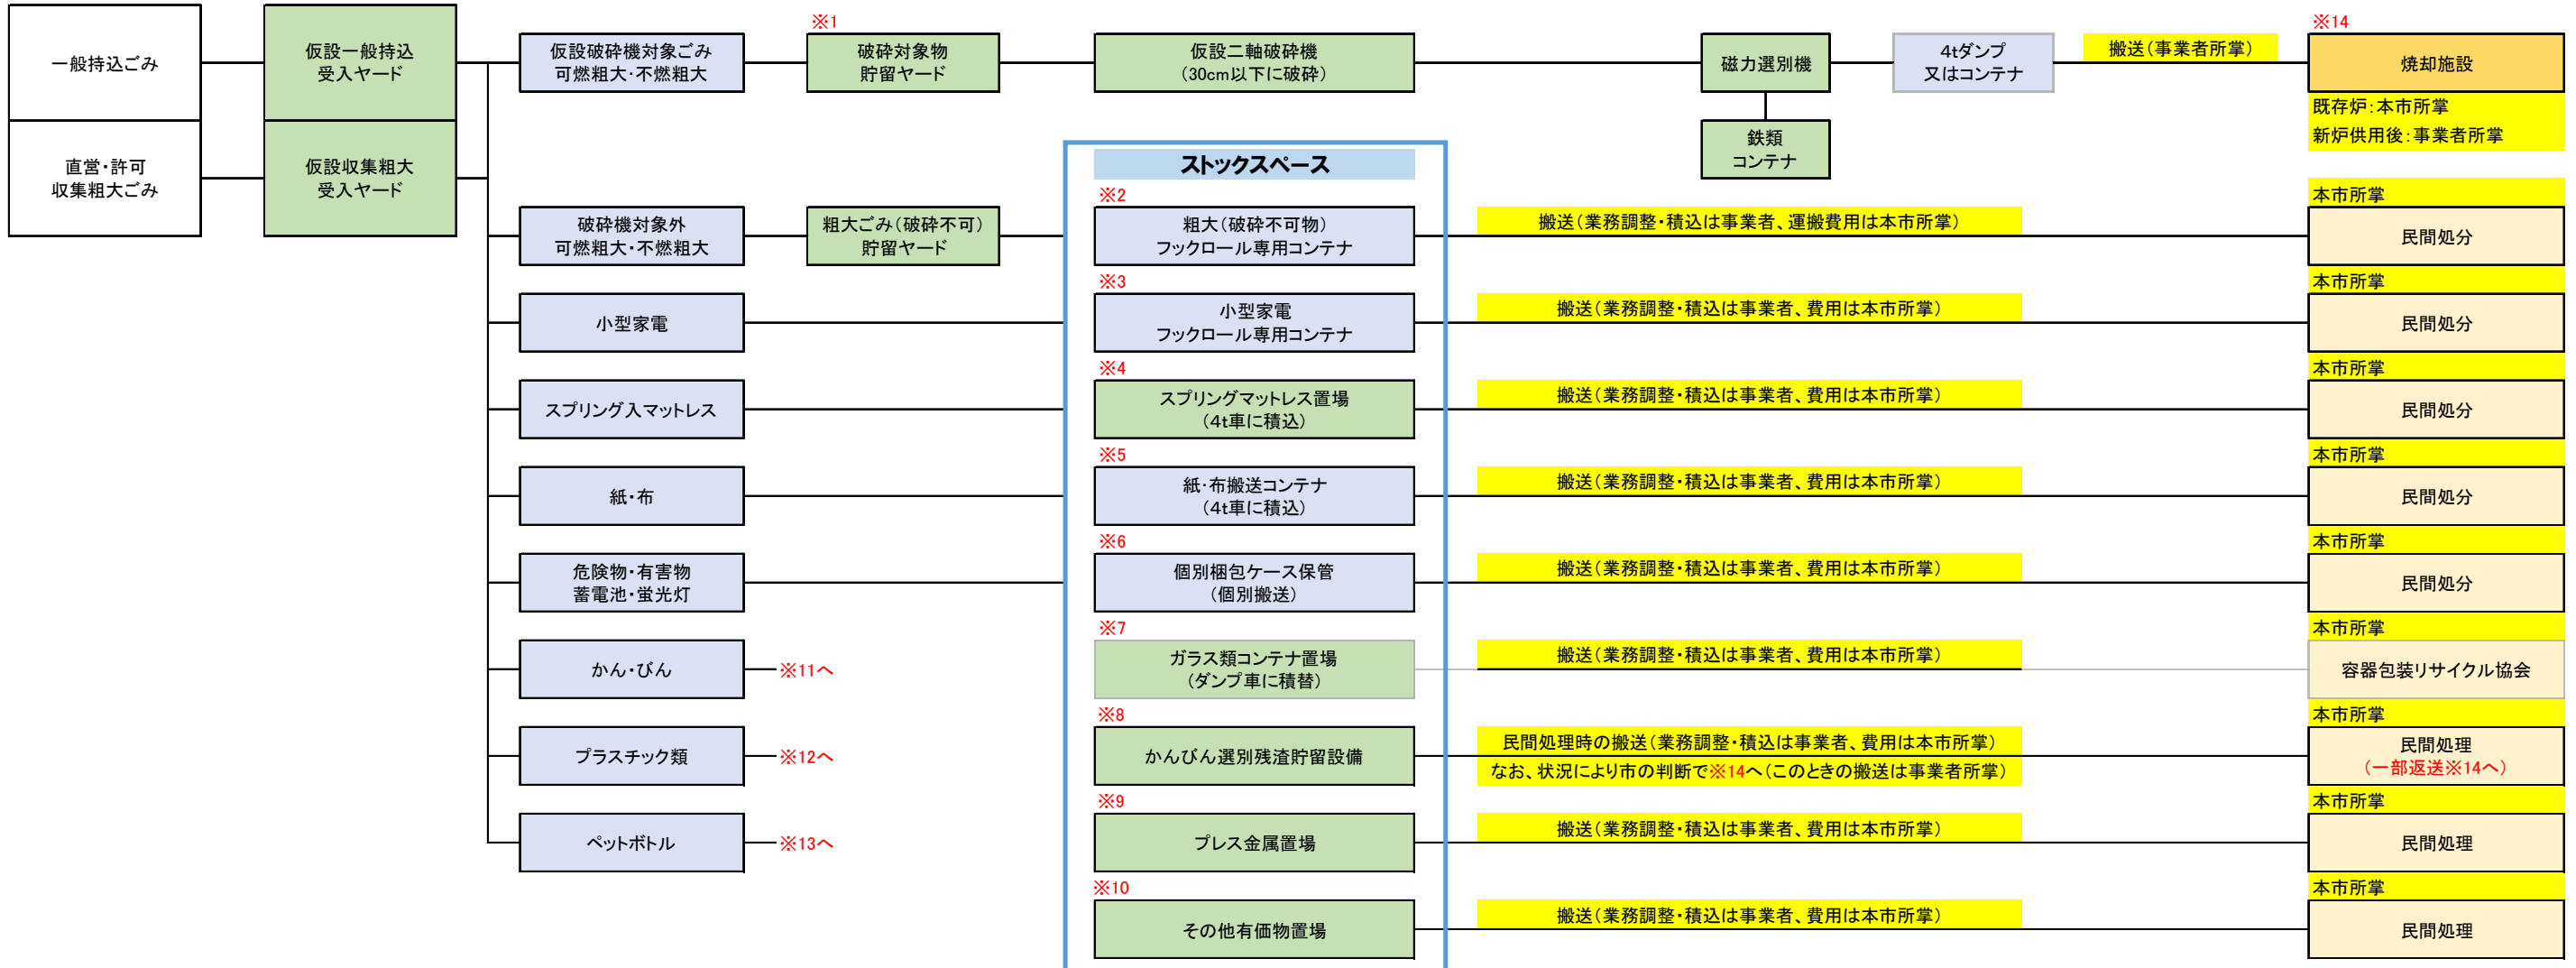 ※1
※14
一般持込ごみ
仮設一般持込
受入ヤード
仮設破砕機対象ごみ
可燃粗大・不燃粗大
破砕対象物
貯留ヤード
仮設二軸破砕機
（30cm以下に破砕）
磁力選別機
4tダンプ
又はコンテナ
搬送（事業者所掌）
焼却施設
既存炉：本市所掌
新炉供用後：事業者所掌
鉄類
コンテナ
直営・許可
収集粗大ごみ
仮設収集粗大
受入ヤード
ストックスペース
※2
本市所掌
破砕機対象外
可燃粗大・不燃粗大
粗大ごみ（破砕不可）
貯留ヤード
粗大（破砕不可物）
フックロール専用コンテナ
搬送（業務調整・積込は事業者、運搬費用は本市所掌）
民間処分
※3
本市所掌
小型家電
小型家電
フックロール専用コンテナ
搬送（業務調整・積込は事業者、費用は本市所掌）
民間処分
※4
本市所掌
スプリング入マットレス
スプリングマットレス置場
（4t車に積込）
搬送（業務調整・積込は事業者、費用は本市所掌）
民間処分
※5
本市所掌
紙・布
紙・布搬送コンテナ
（4t車に積込）
搬送（業務調整・積込は事業者、費用は本市所掌）
民間処分
※6
本市所掌
危険物・有害物
蓄電池・蛍光灯
個別梱包ケース保管
（個別搬送）
搬送（業務調整・積込は事業者、費用は本市所掌）
民間処分
※7
本市所掌
かん・びん
※11へ
ガラス類コンテナ置場
（ダンプ車に積替）
搬送（業務調整・積込は事業者、費用は本市所掌）
容器包装リサイクル協会
※8
本市所掌
プラスチック類
※12へ
かんびん選別残渣貯留設備
民間処理時の搬送（業務調整・積込は事業者、費用は本市所掌）
なお、状況により市の判断で※14へ（このときの搬送は事業者所掌）
民間処理
（一部返送※14へ）
※9
本市所掌
ペットボトル
※13へ
プレス金属置場
搬送（業務調整・積込は事業者、費用は本市所掌）
民間処理
※10
本市所掌
その他有価物置場
搬送（業務調整・積込は事業者、費用は本市所掌）
民間処理